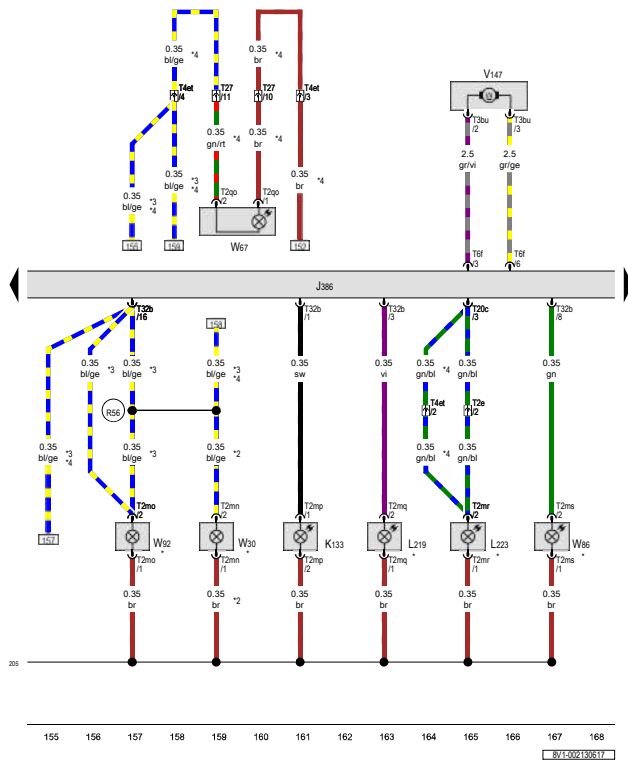 0.35
bl/ge *4
0.35
br *4
T4et
/4
T27
/11
T27
/10
T4et
/3
V147
T3bu
/2
T3bu
/3
0.35
gn/rt *4
0.35
br *4
2.5
gr/vi
2.5
gr/ge
0.35
bl/ge *3
*4
0.35
bl/ge *3
*4
T2qo
/2
T2qo
/1
0.35
br *4
155
159
W67
152
T6f
/3
T6f
/6
J386
T32b
/16
158
T32b
/1
T32b
/3
T20c
/3
T32b
/8
0.35
bl/ge *3
0.35
bl/ge *3
0.35
bl/ge *3
*4
0.35
sw
0.35
vi
0.35
gn/bl *4
0.35
gn/bl
0.35
gn
R56
T4et
/2
T2e
/2
0.35
bl/ge *3
*4
0.35
bl/ge *3
0.35
bl/ge *2
0.35
gn/bl *4
0.35
gn/bl
T2mo
/2
T2mn
/2
T2mp
/1
T2mq
/2
T2mr
/2
T2ms
/2
157
W92 *
W30 *
K133
L219 *
L223 *
W86 *
T2mo
/1
T2mn
/1
T2mp
/2
T2mq
/1
T2mr
/1
T2ms
/1
0.35
br
0.35
br *2
0.35
br
0.35
br
0.35
br
0.35
br
205
155 156 157 158 159 160 161 162 163 164 165 166 167 168
8V1-002130617